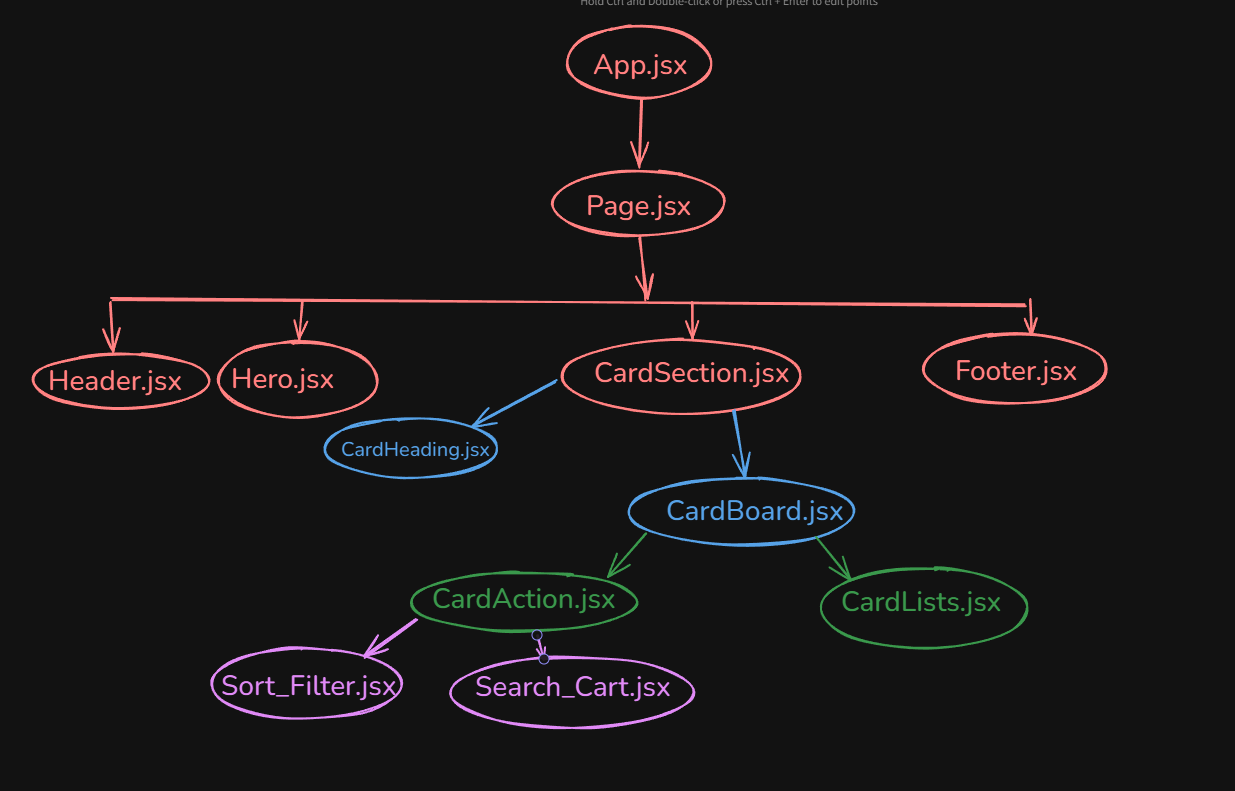 Hold Ctrl and Double-click or press Ctrl + Enter to edit points
App.jsx
Page.jsx
Header.jsx
Hero.jsx
CardSection.jsx
Footer.jsx
CardHeading.jsx
CardBoard.jsx
CardAction.jsx
CardLists.jsx
Sort_Filter.jsx
Search_Cart.jsx